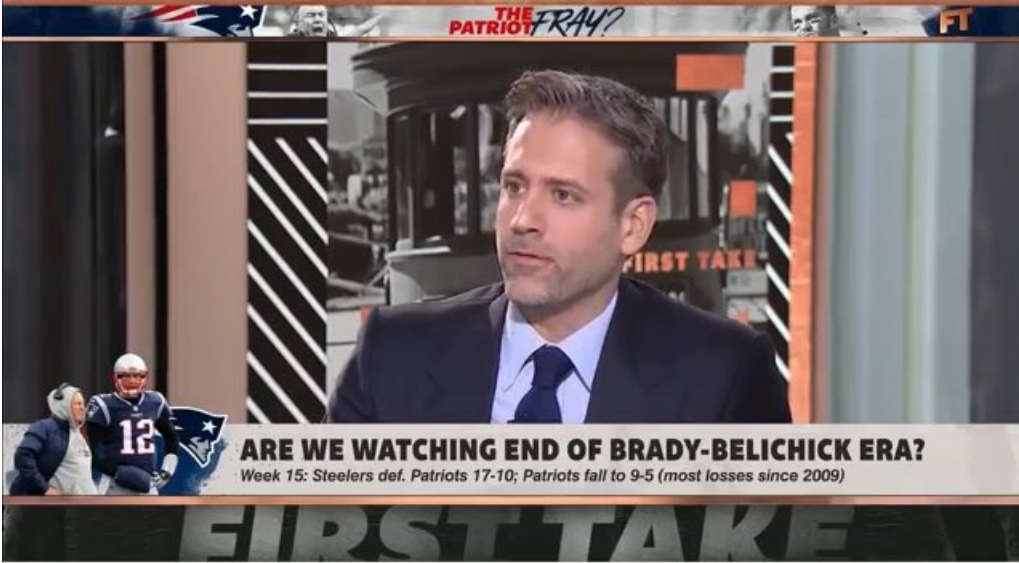 THE
PATRIOT FRAY?
FT
FIRST TAKE
12
ARE WE WATCHING END OF BRADY-BELICHICK ERA?
Week 15: Steelers def. Patriots 17-10; Patriots fall to 9-5 (most losses since 2009)
FIRST TAKE